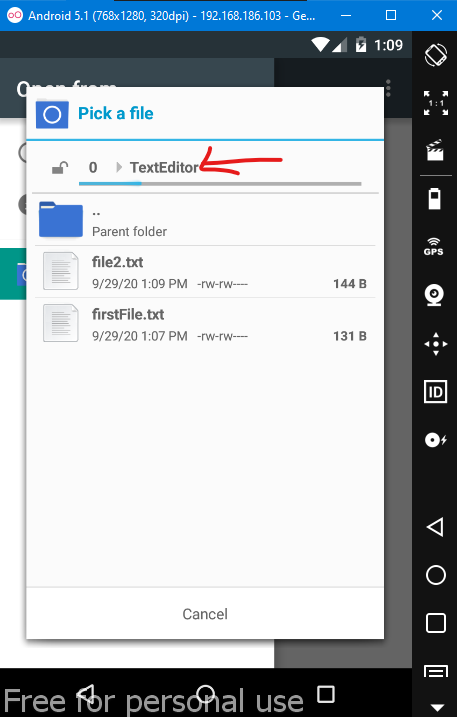 Android 5.1 (768x1280, 320dpi) - 192.168.186.103 - Ge...
1:09
Open from
Pick a file
0 TextEditor
..
Parent folder
file2.txt
9/29/20 1:09 PM -rw-rw---- 144 B
firstFile.txt
9/29/20 1:07 PM -rw-rw---- 131 B
Cancel
1:1
GPS
ID
Free for personal use